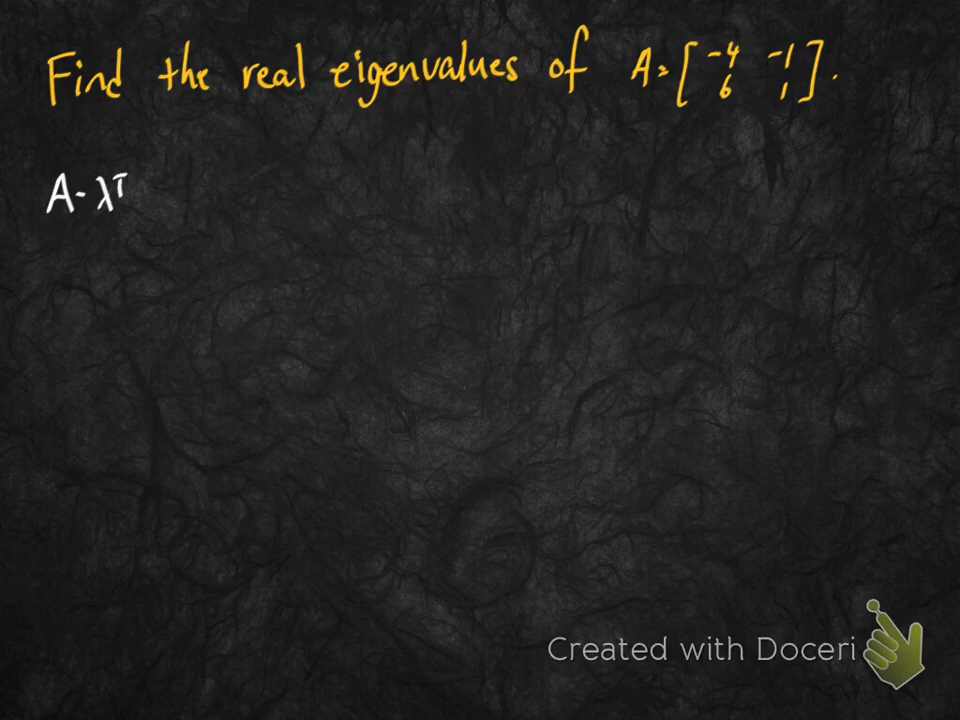 Find the real eigenvalues of A = [ -4 -1
6 1 ].
A - λI
Created with Doceri